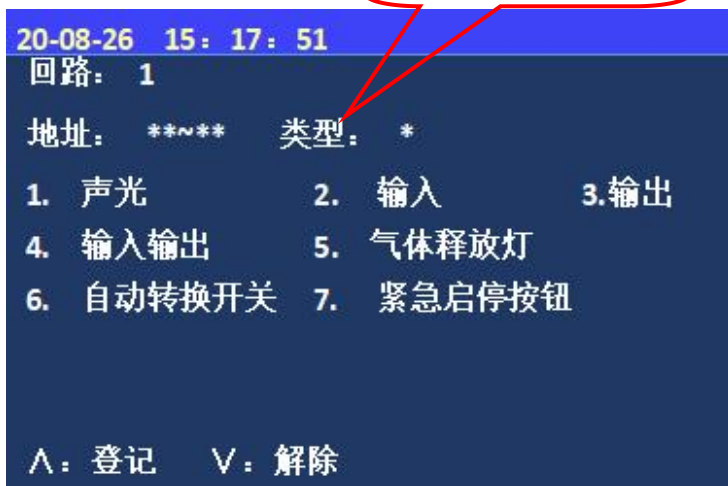 20-08-26 15：17：51
回路： 1
地址： **~** 类型： *
1. 声光 2. 输入 3.输出
4. 输入输出 5. 气体释放灯
6. 自动转换开关 7. 紧急启停按钮
∧：登记 ∨：解除